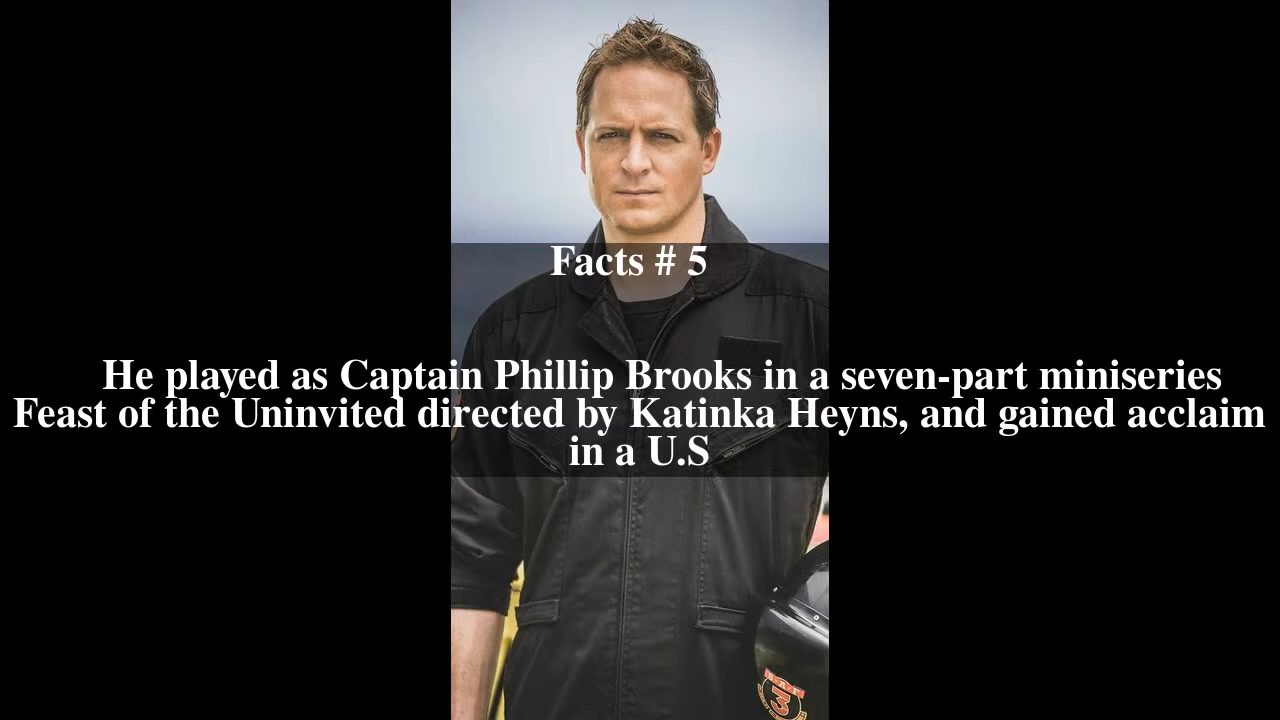 Facts # 5
He played as Captain Phillip Brooks in a seven-part miniseries
Feast of the Uninvited directed by Katinka Heyns, and gained acclaim
in a U.S
S.A.F
3